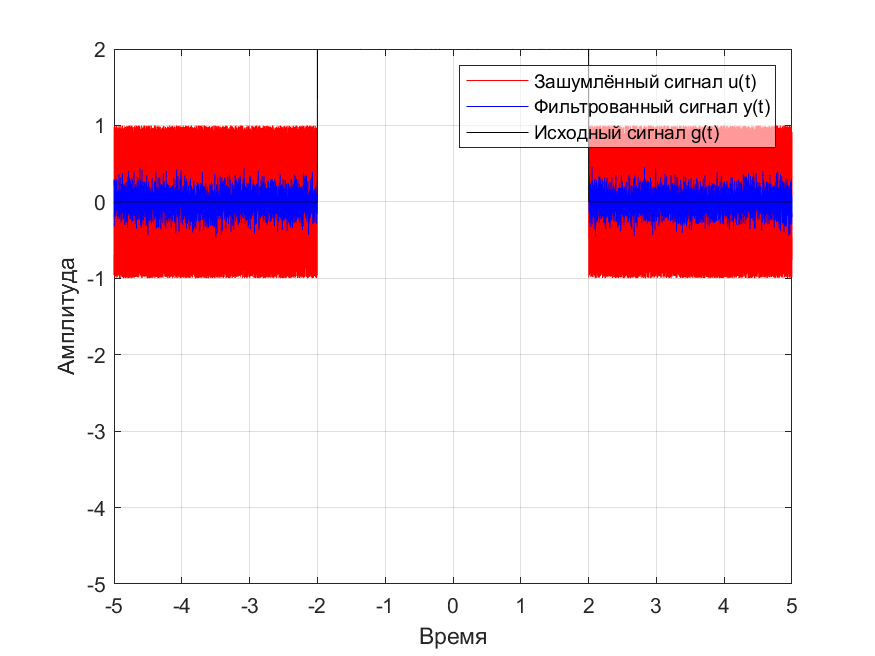 2
1
0
-1
-2
-3
-4
-5
Амплитуда
Зашумлённый сигнал u(t)
Фильтрованный сигнал y(t)
Исходный сигнал g(t)
-5 -4 -3 -2 -1 0 1 2 3 4 5
Время